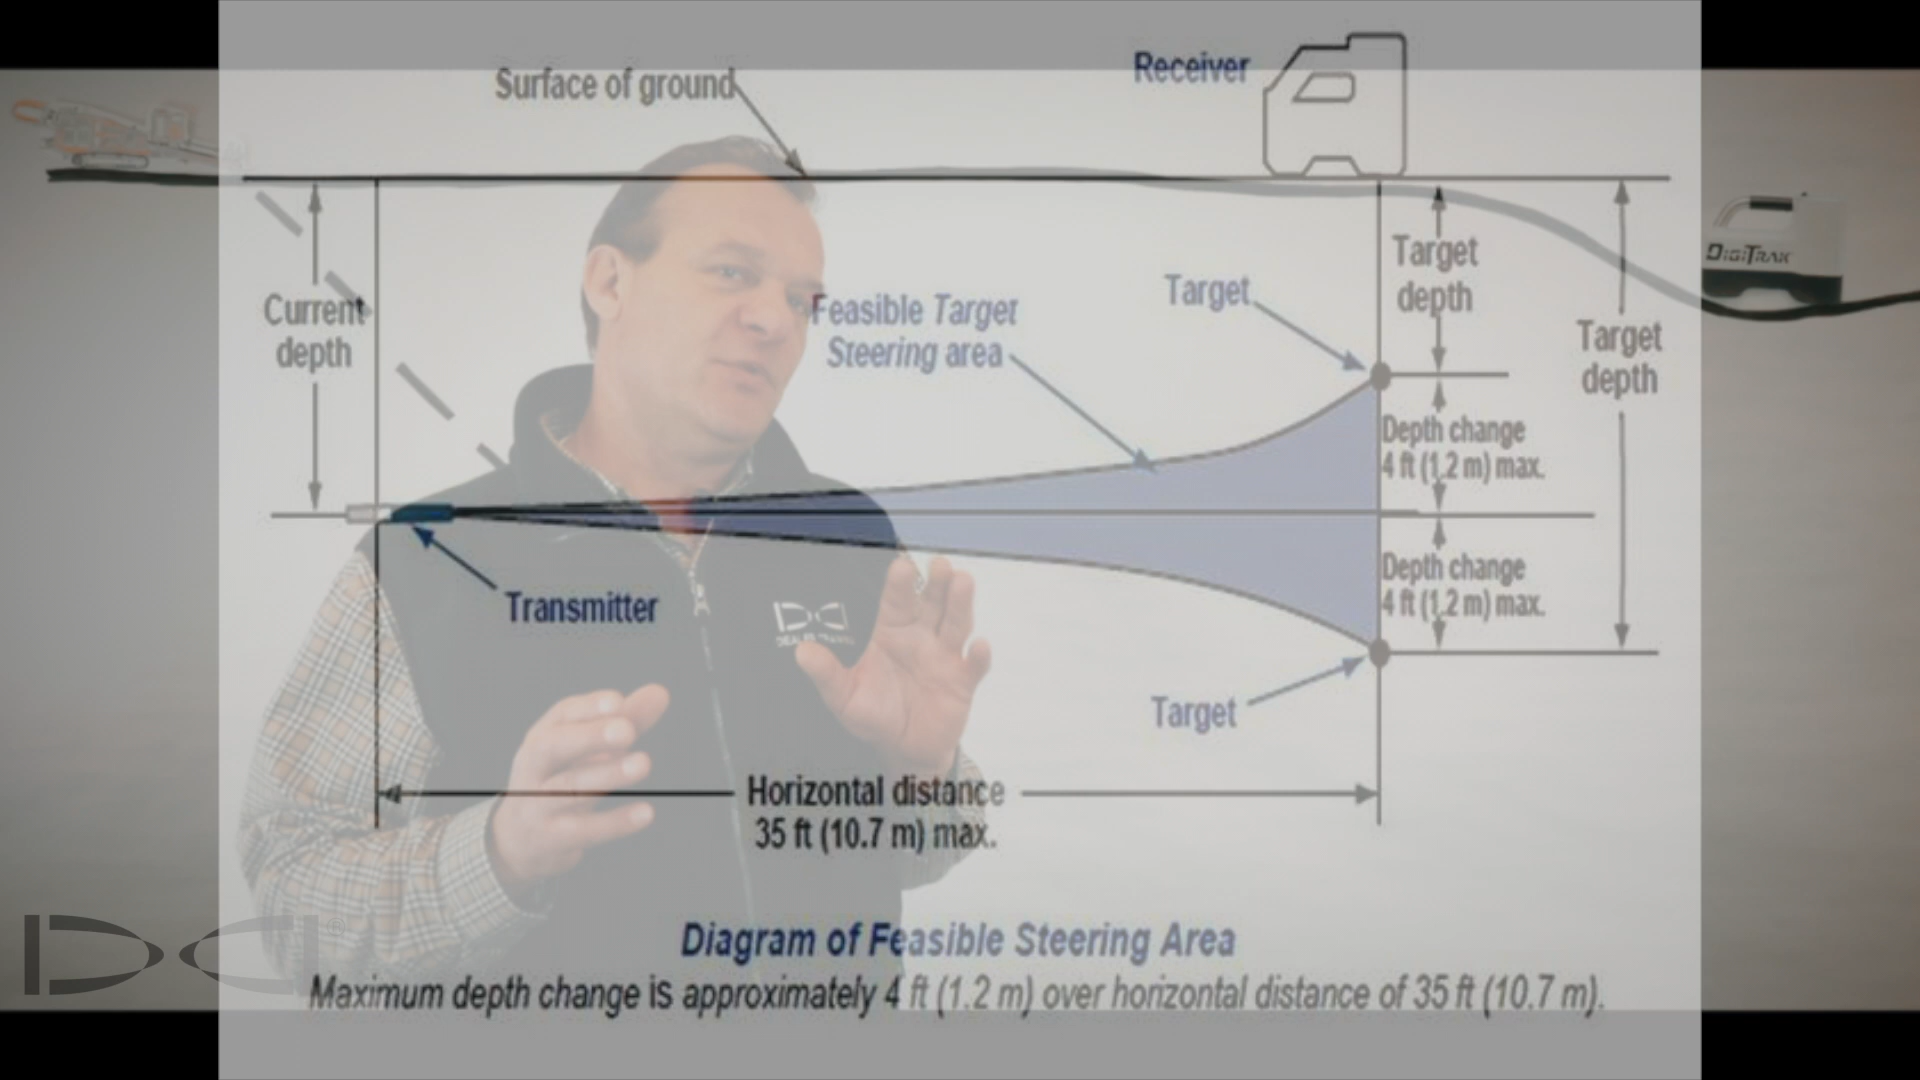 Surface of ground
Receiver
Current
depth
Feasible Target
Steering area
Target
Target
depth
Target
depth
DIGITRAK
Depth change
4 ft (1.2 m) max.
Depth change
4 ft (1.2 m) max.
Transmitter
Target
Horizontal distance
35 ft (10.7 m) max.
DCI®
Diagram of Feasible Steering Area
Maximum depth change is approximately 4 ft (1.2 m) over horizontal distance of 35 ft (10.7 m).